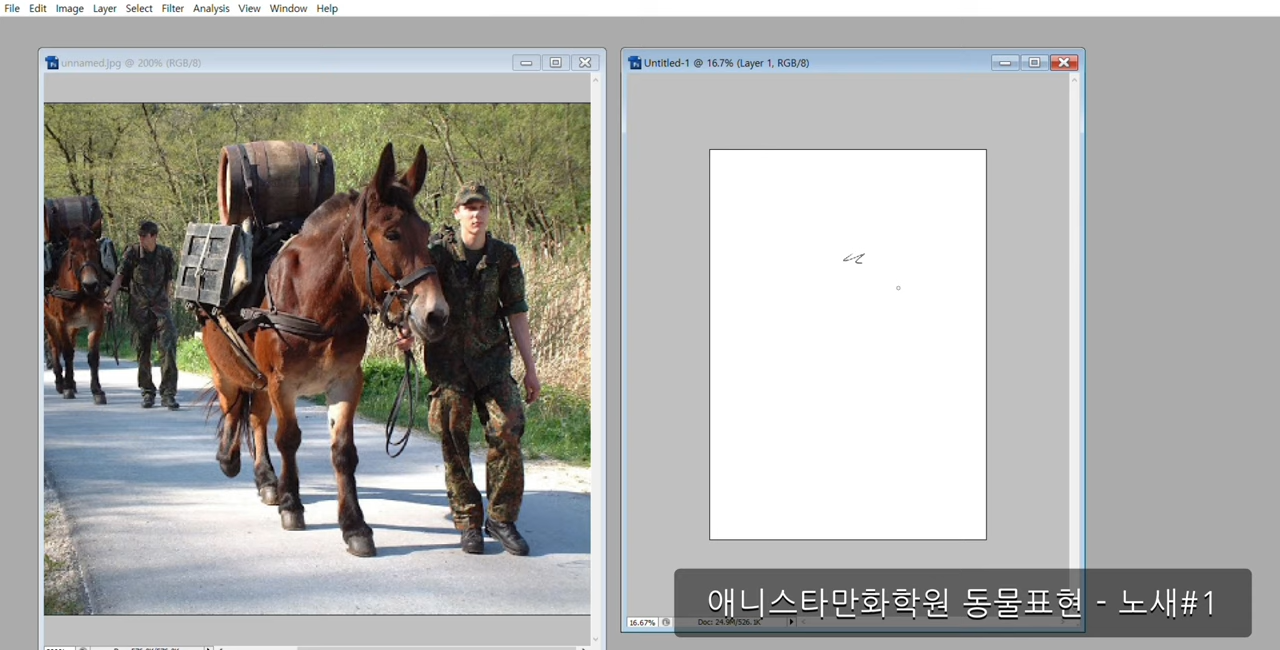 File Edit Image Layer Select Filter Analysis View Window Help
unnamed.jpg @ 200% (RGB/8)
Untitled-1 @ 16.7% (Layer 1, RGB/8)
애니스타만화학원 동물표현 - 노새#1
16.67%